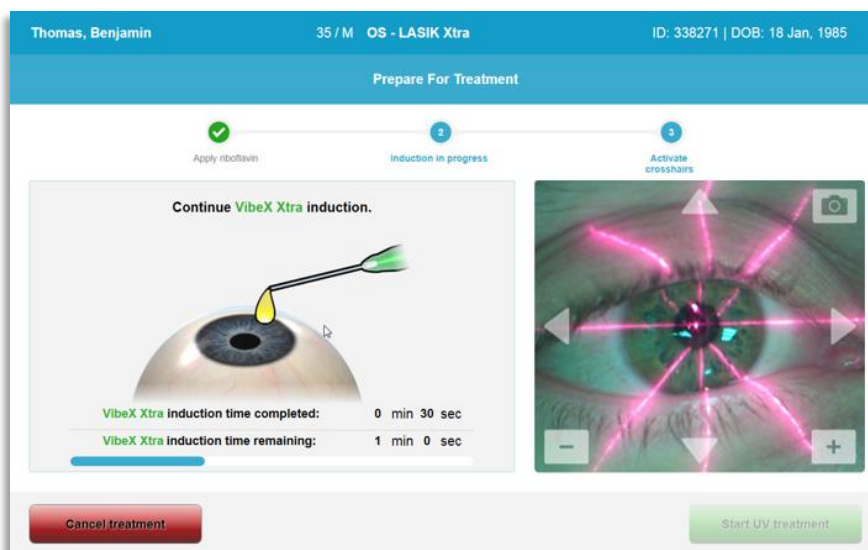 Thomas, Benjamin 35 / M OS - LASIK Xtra ID: 338271 | DOB: 18 Jan, 1985
Prepare For Treatment
2 3
Apply riboflavin Induction in progress Activate
crosshairs
Continue VibeX Xtra induction.
VibeX Xtra induction time completed: 0 min 30 sec
VibeX Xtra induction time remaining: 1 min 0 sec
− +
Cancel treatment Start UV treatment